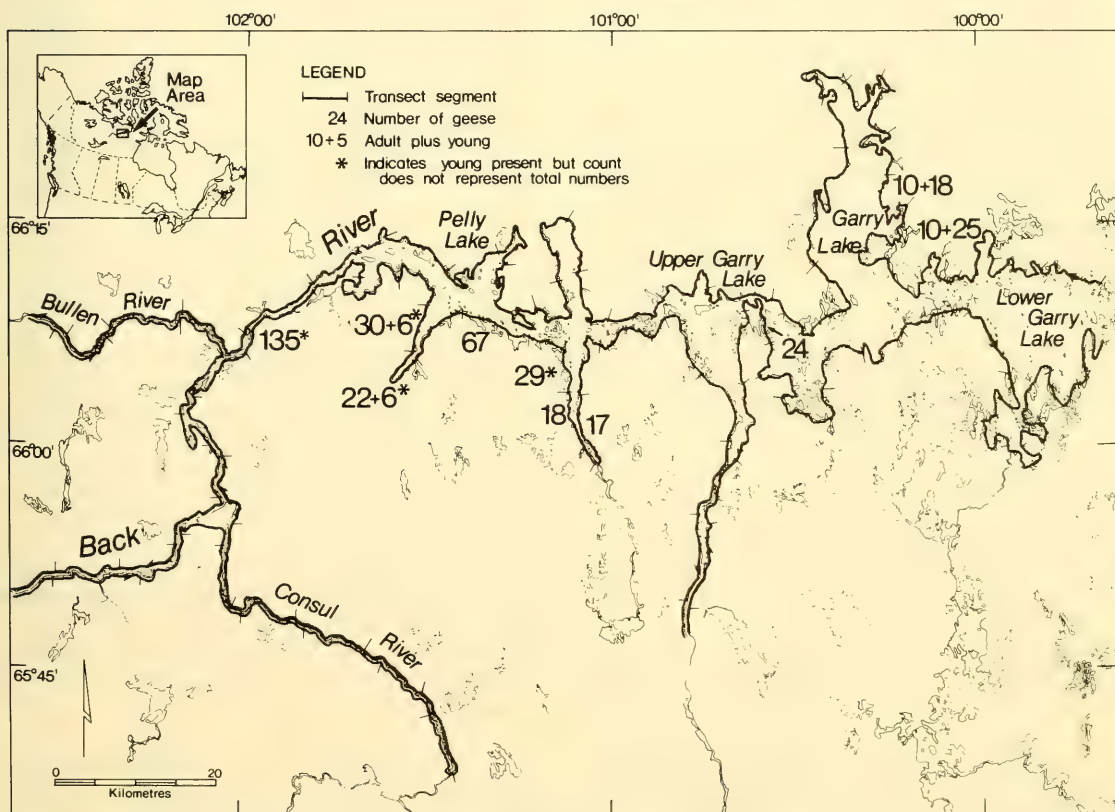 102°00'
101°00'
100°00'
Map
Area
LEGEND
Transect segment
24 Number of geese
10+5 Adult plus young
* Indicates young present but count
does not represent total numbers
66°15'
River
Pelly
Lake
10+18
Garry
Lake
10+25
Upper Garry
Lake
Bullen River
Lower
Garry
Lake
135*
30+6*
67
24
22+6*
29*
18
17
66°00'
Back
Consul
River
65°45'
0 20
Kilometres